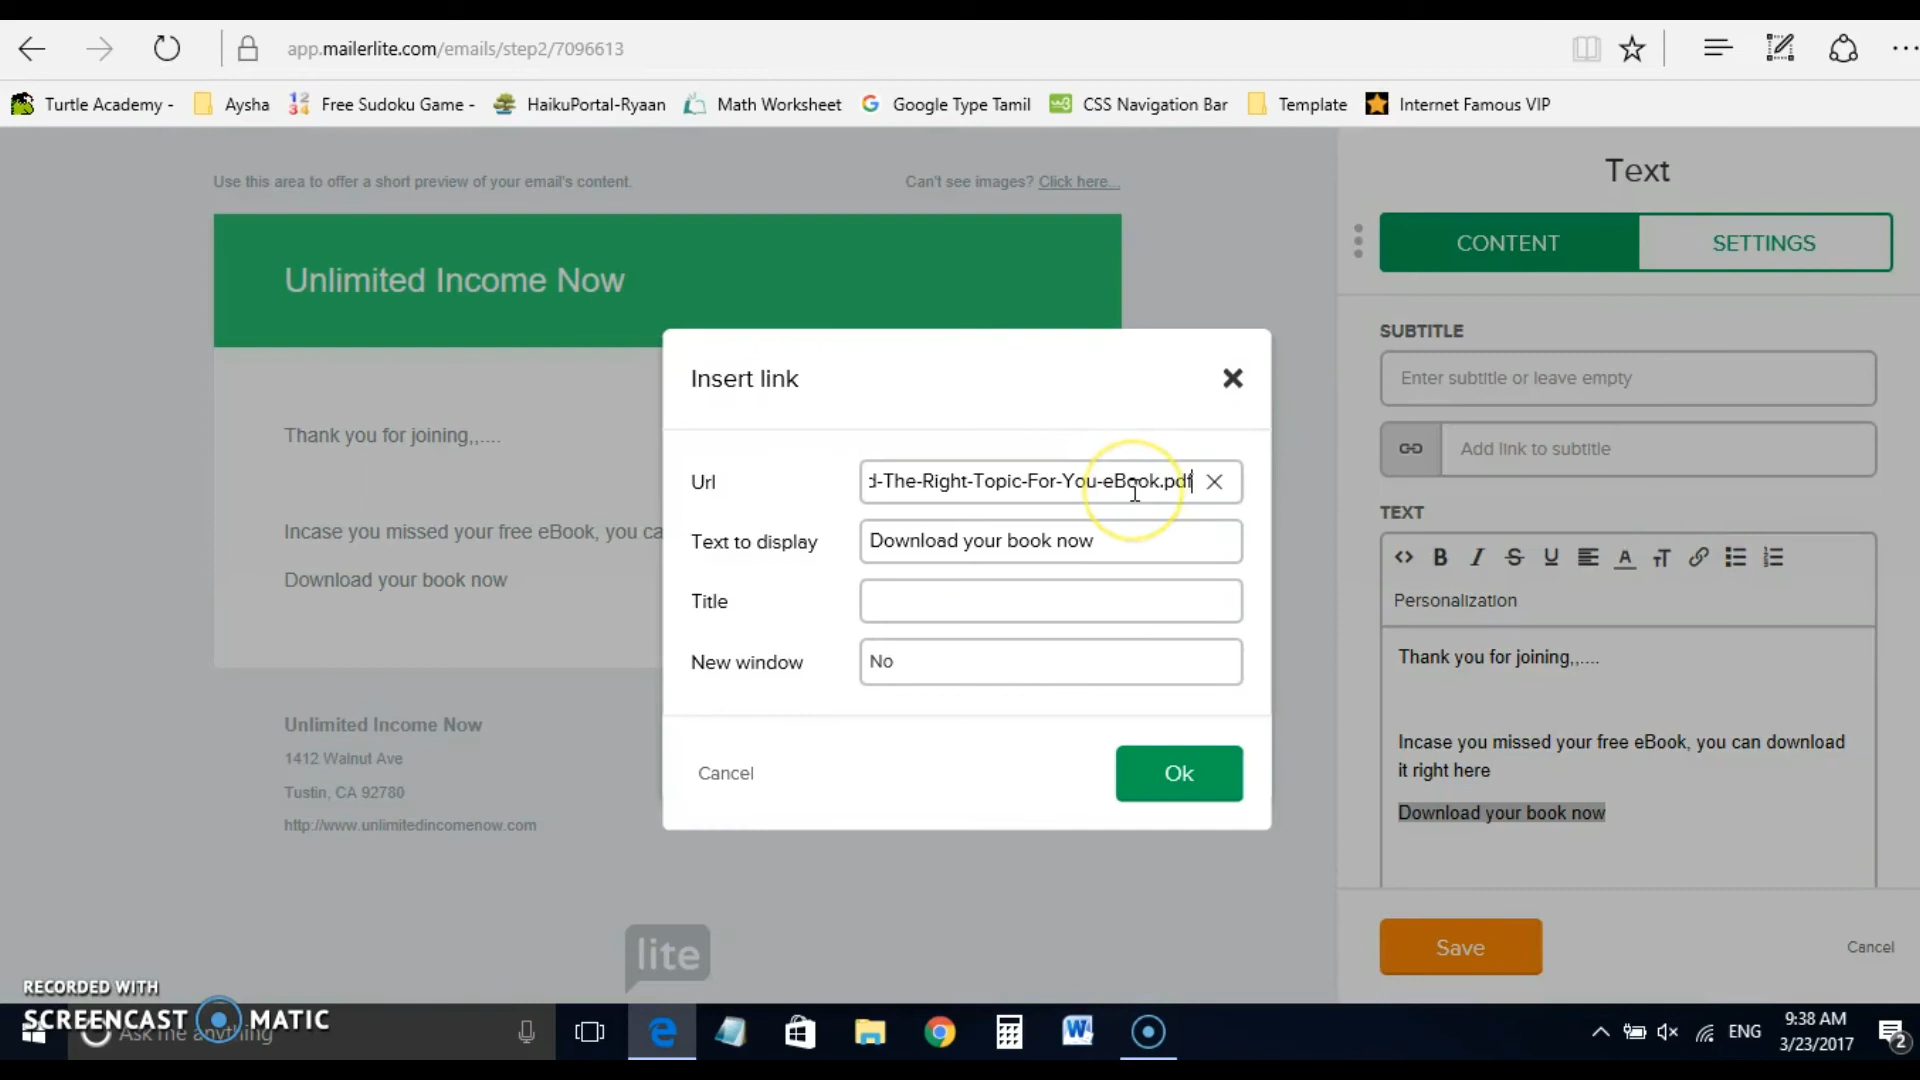 app.mailerlite.com/emails/step2/7096613
Turtle Academy - Aysha Free Sudoku Game - HaikuPortal-Ryaan Math Worksheet Google Type Tamil CSS Navigation Bar Template Internet Famous VIP
Use this area to offer a short preview of your email's content. Can't see images? Click here...
Unlimited Income Now
Thank you for joining,,....
Incase you missed your free eBook, you ca
Download your book now
Unlimited Income Now
1412 Walnut Ave
Tustin, CA 92780
http://www.unlimitedincomenow.com
lite
Insert link
Url d-The-Right-Topic-For-You-eBook.pdf
Text to display Download your book now
Title
New window No
Cancel Ok
Text
CONTENT SETTINGS
SUBTITLE
Enter subtitle or leave empty
Add link to subtitle
TEXT
Personalization
Thank you for joining,,....
Incase you missed your free eBook, you can download
it right here
Download your book now
Save Cancel
RECORDED WITH
SCREENCAST MATIC
Ask me anything
ENG
9:38 AM
3/23/2017
2